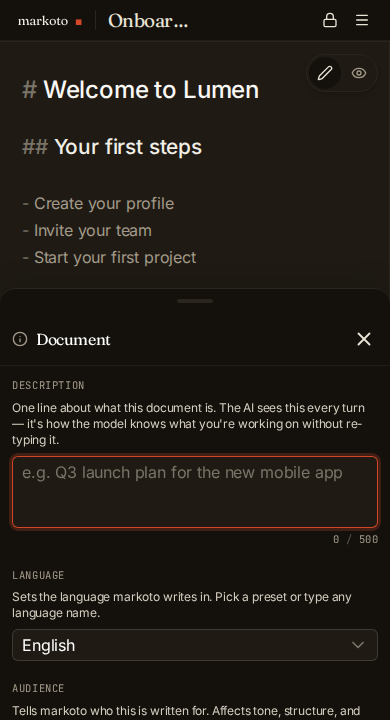 markoto
Onboar...
# Welcome to Lumen
## Your first steps
- Create your profile
- Invite your team
- Start your first project
Document
DESCRIPTION
One line about what this document is. The AI sees this every turn
— it's how the model knows what you're working on without re-
typing it.
e.g. Q3 launch plan for the new mobile app
0 / 500
LANGUAGE
Sets the language markoto writes in. Pick a preset or type any
language name.
English
AUDIENCE
Tells markoto who this is written for. Affects tone, structure, and